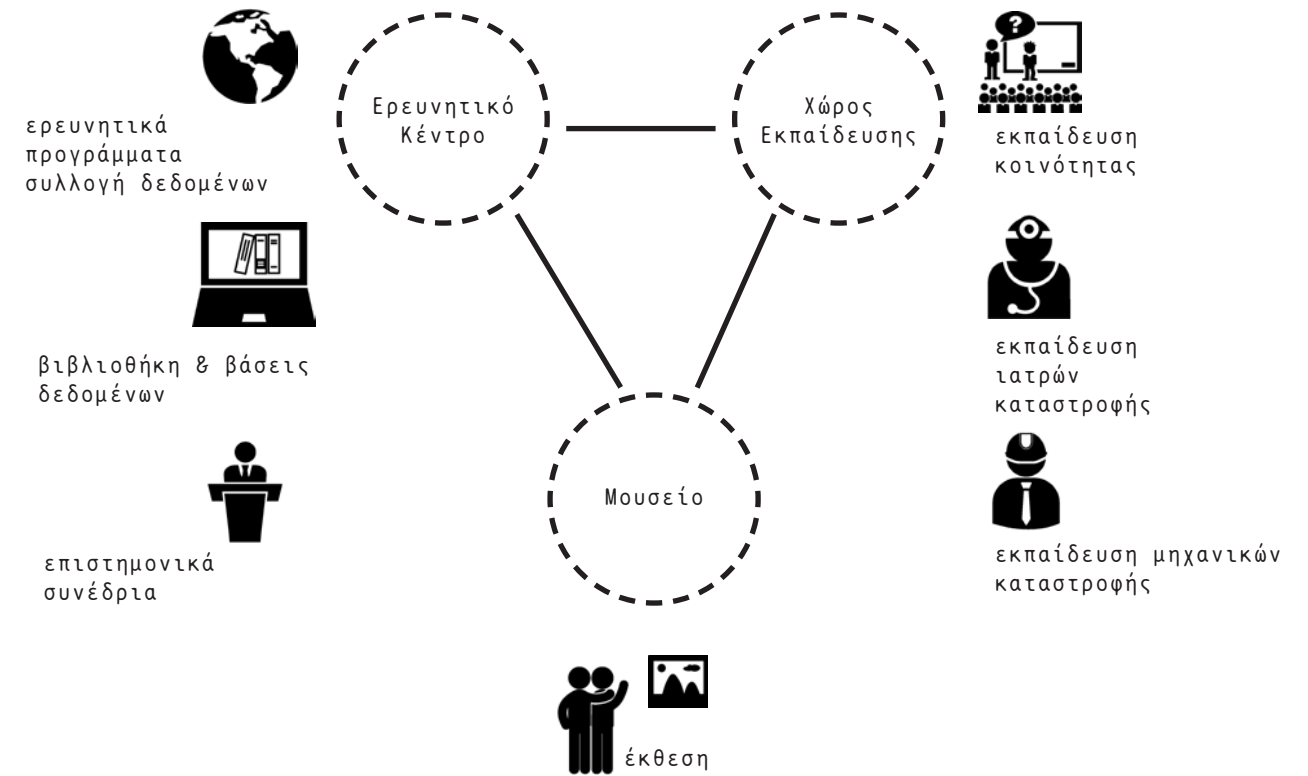 Ερευνητικό
Κέντρο
Χώρος
Εκπαίδευσης
?
ερευνητικά
προγράμματα
συλλογή δεδομένων
εκπαίδευση
κοινότητας
βιβλιοθήκη & βάσεις
δεδομένων
εκπαίδευση
ιατρών
καταστροφής
Μουσείο
επιστημονικά
συνέδρια
εκπαίδευση μηχανικών
καταστροφής
έκθεση